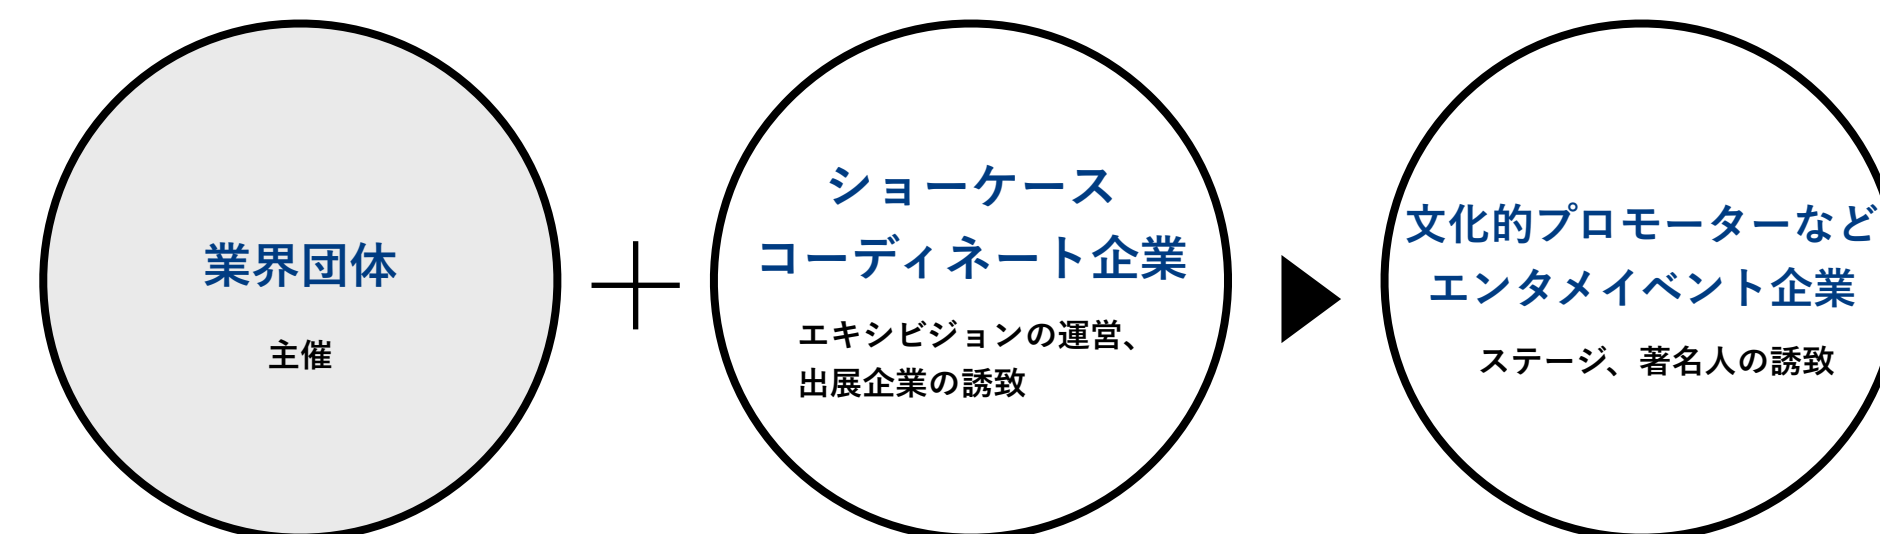 業界団体
主催
ショーケース
コーディネート企業
エキシビジョンの運営、
出展企業の誘致
文化的プロモーターなど
エンタメイベント企業
ステージ、著名人の誘致